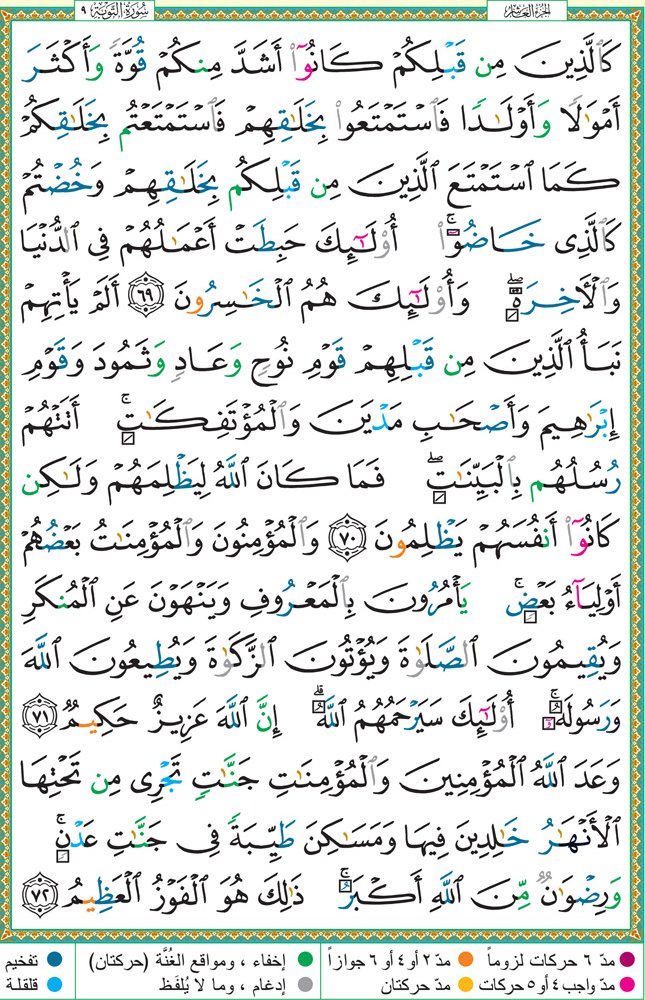 الجزء العاشر
سورة التوبة ٩
كَٱلَّذِينَ مِن قَبۡلِكُمۡ كَانُوٓاْ أَشَدَّ مِنكُمۡ قُوَّةٗ وَأَكۡثَرَ
أَمۡوَٰلٗا وَأَوۡلَٰدٗا فَٱسۡتَمۡتَعُواْ بِخَلَٰقِهِمۡ فَٱسۡتَمۡتَعۡتُم بِخَلَٰقِكُمۡ
كَمَا ٱسۡتَمۡتَعَ ٱلَّذِينَ مِن قَبۡلِكُم بِخَلَٰقِهِمۡ وَخُضۡتُمۡ
كَٱلَّذِي خَاضُوٓاْۚ أُوْلَٰٓئِكَ حَبِطَتۡ أَعۡمَٰلُهُمۡ فِي ٱلدُّنۡيَا
وَٱلۡأٓخِرَةِۖ وَأُوْلَٰٓئِكَ هُمُ ٱلۡخَٰسِرُونَ ٦٩ أَلَمۡ يَأۡتِهِمۡ
نَبَأُ ٱلَّذِينَ مِن قَبۡلِهِمۡ قَوۡمِ نُوحٖ وَعَادٖ وَثَمُودَ وَقَوۡمِ
إِبۡرَٰهِيمَ وَأَصۡحَٰبِ مَدۡيَنَ وَٱلۡمُؤۡتَفِكَٰتِۚ أَتَتۡهُمۡ
رُسُلُهُم بِٱلۡبَيِّنَٰتِۖ فَمَا كَانَ ٱللَّهُ لِيَظۡلِمَهُمۡ وَلَٰكِن
كَانُوٓاْ أَنفُسَهُمۡ يَظۡلِمُونَ ٧٠ وَٱلۡمُؤۡمِنُونَ وَٱلۡمُؤۡمِنَٰتُ بَعۡضُهُمۡ
أَوۡلِيَآءُ بَعۡضٖۚ يَأۡمُرُونَ بِٱلۡمَعۡرُوفِ وَيَنۡهَوۡنَ عَنِ ٱلۡمُنكَرِ
وَيُقِيمُونَ ٱلصَّلَوٰةَ وَيُؤۡتُونَ ٱلزَّكَوٰةَ وَيُطِيعُونَ ٱللَّهَ
وَرَسُولَهُۥٓۚ أُوْلَٰٓئِكَ سَيَرۡحَمُهُمُ ٱللَّهُۗ إِنَّ ٱللَّهَ عَزِيزٌ حَكِيمٞ ٧١
وَعَدَ ٱللَّهُ ٱلۡمُؤۡمِنِينَ وَٱلۡمُؤۡمِنَٰتِ جَنَّٰتٖ تَجۡرِي مِن تَحۡتِهَا
ٱلۡأَنۡهَٰرُ خَٰلِدِينَ فِيهَا وَمَسَٰكِنَ طَيِّبَةٗ فِي جَنَّٰتِ عَدۡنٖۚ
وَرِضۡوَٰنٞ مِّنَ ٱللَّهِ أَكۡبَرُۚ ذَٰلِكَ هُوَ ٱلۡفَوۡزُ ٱلۡعَظِيمُ ٧٢
مدّ ٦ حركات لزوماً مدّ ٢ أو ٤ أو ٦ جوازاً إخفاء ، ومواقع الغُنَّة (حركتان) تفخيم
مدّ واجب ٤ أو ٥ حركات مدّ حركتان إدغام ، وما لا يُلفَظ قلقلة